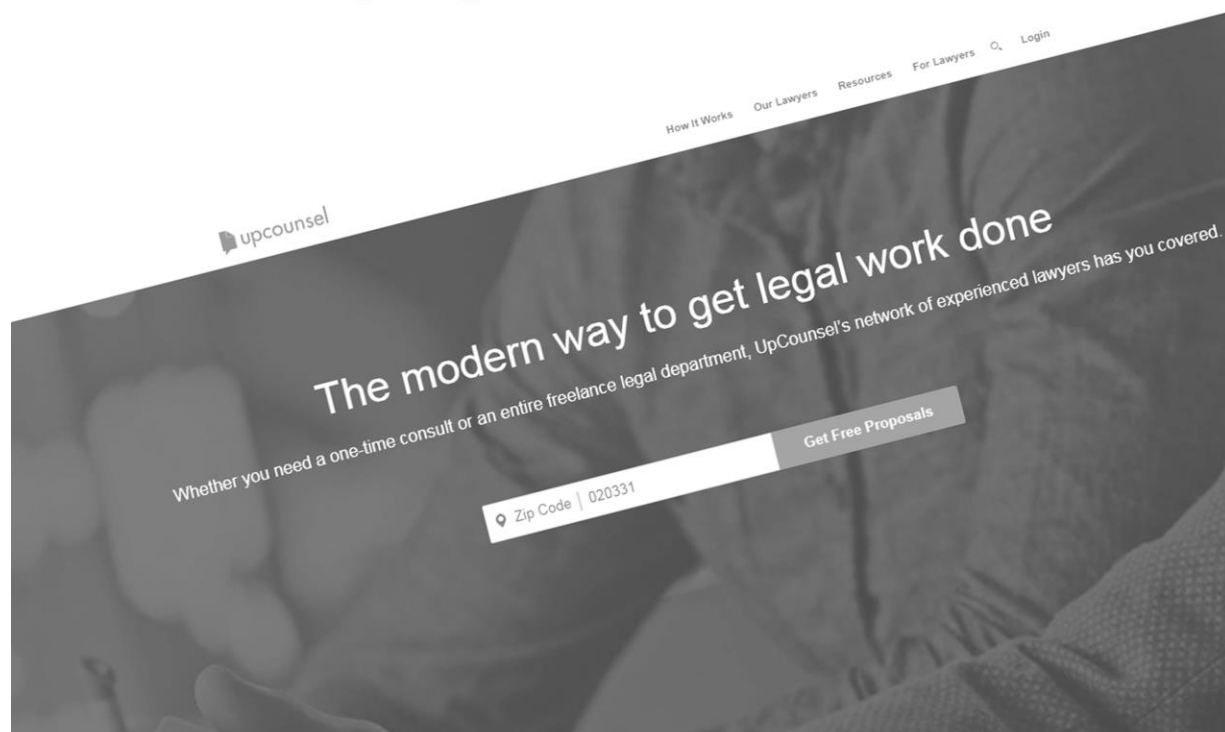 How It Works Our Lawyers Resources For Lawyers Login
upcounsel
The modern way to get legal work done
Whether you need a one-time consult or an entire freelance legal department, UpCounsel's network of experienced lawyers has you covered.
Zip Code 020331 Get Free Proposals